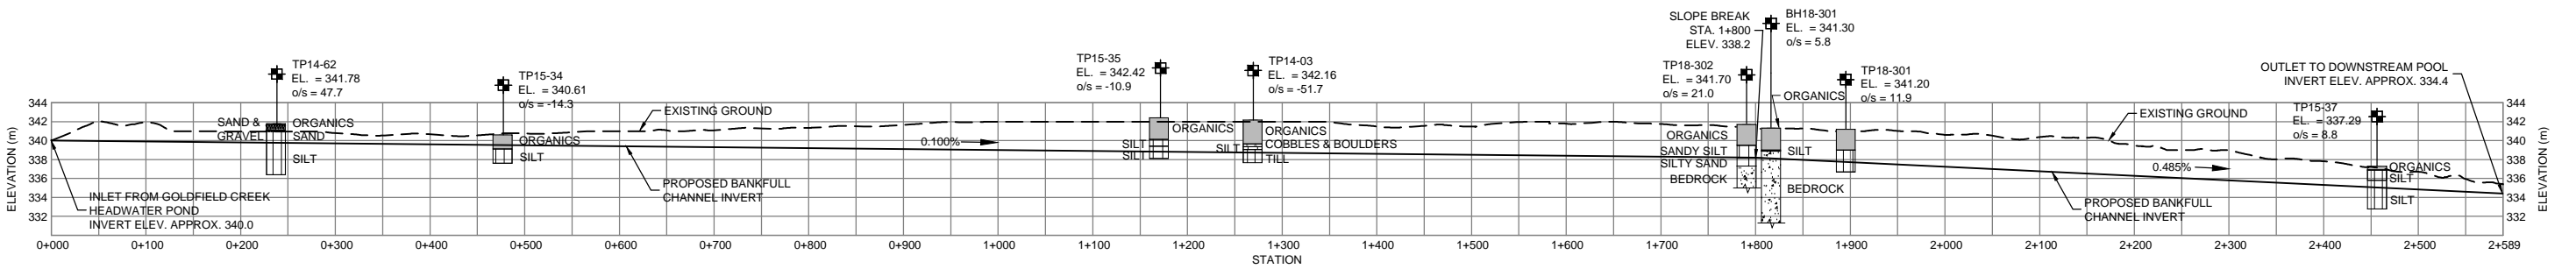 SLOPE BREAK
STA. 1+800
ELEV. 338.2
BH18-301
EL. = 341.30
o/s = 5.8
TP14-62
EL. = 341.78
o/s = 47.7
TP15-34
EL. = 340.61
o/s = -14.3
TP15-35
EL. = 342.42
o/s = -10.9
TP14-03
EL. = 342.16
o/s = -51.7
TP18-302
EL. = 341.70
o/s = 21.0
TP18-301
EL. = 341.20
o/s = 11.9
OUTLET TO DOWNSTREAM POOL
INVERT ELEV. APPROX. 334.4
TP15-37
EL. = 337.29
o/s = 8.8
ELEVATION (m)
344
342
340
338
336
334
332
SAND &
GRAVEL
ORGANICS
SAND
SILT
ORGANICS
SILT
EXISTING GROUND
0.100%
ORGANICS
SILT
SILT
ORGANICS
COBBLES & BOULDERS
SILT
TILL
ORGANICS
SANDY SILT
SILTY SAND
BEDROCK
ORGANICS
SILT
BEDROCK
EXISTING GROUND
0.485%
ORGANICS
SILT
SILT
INLET FROM GOLDFIELD CREEK
HEADWATER POND
INVERT ELEV. APPROX. 340.0
PROPOSED BANKFULL
CHANNEL INVERT
PROPOSED BANKFULL
CHANNEL INVERT
344
342
340
338
336
334
332
ELEVATION (m)
0+000 0+100 0+200 0+300 0+400 0+500 0+600 0+700 0+800 0+900 1+000 1+100 1+200 1+300 1+400 1+500 1+600 1+700 1+800 1+900 2+000 2+100 2+200 2+300 2+400 2+500 2+589
STATION